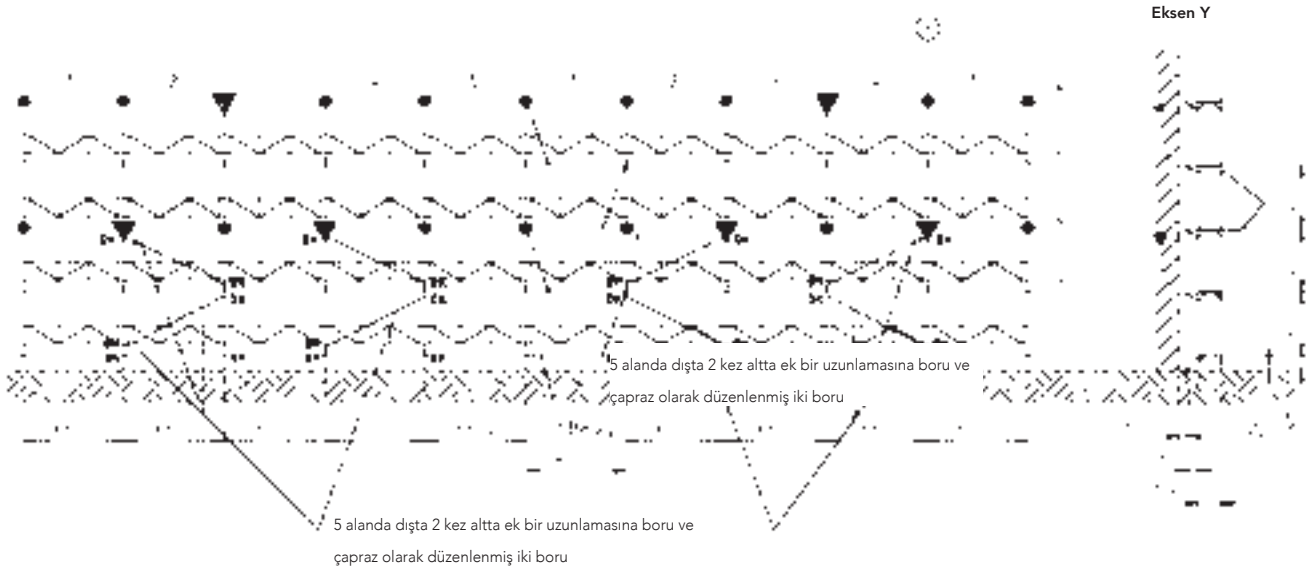 Eksen Y
5 alanda dışta 2 kez altta ek bir uzunlamasına boru ve
çapraz olarak düzenlenmiş iki boru
5 alanda dışta 2 kez altta ek bir uzunlamasına boru ve
çapraz olarak düzenlenmiş iki boru